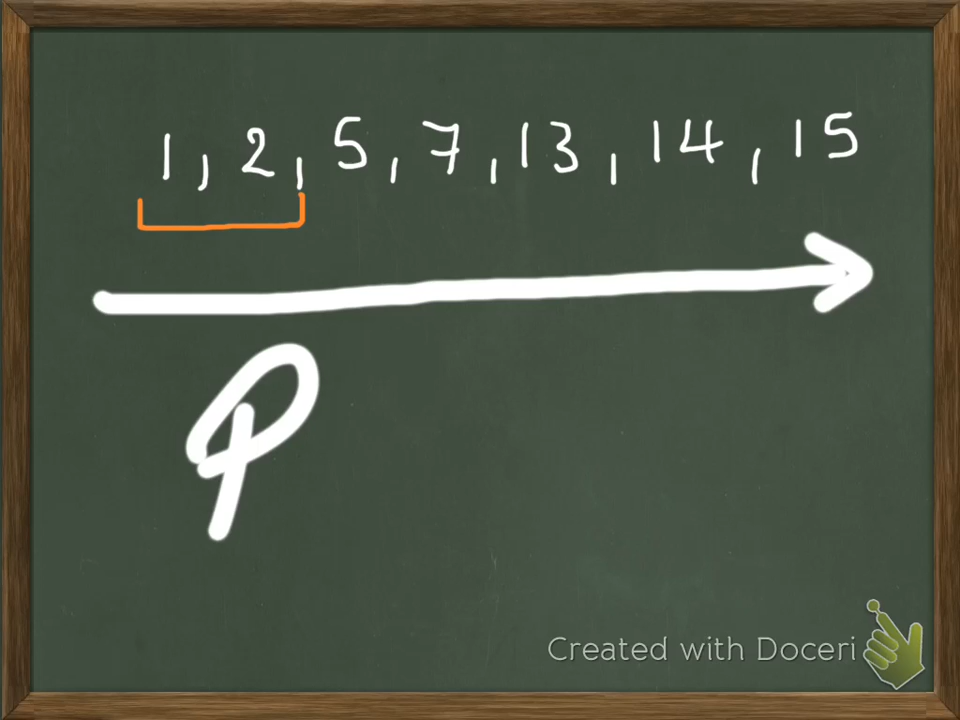 1, 2, 5, 7, 13, 14, 15
P
Created with Doceri